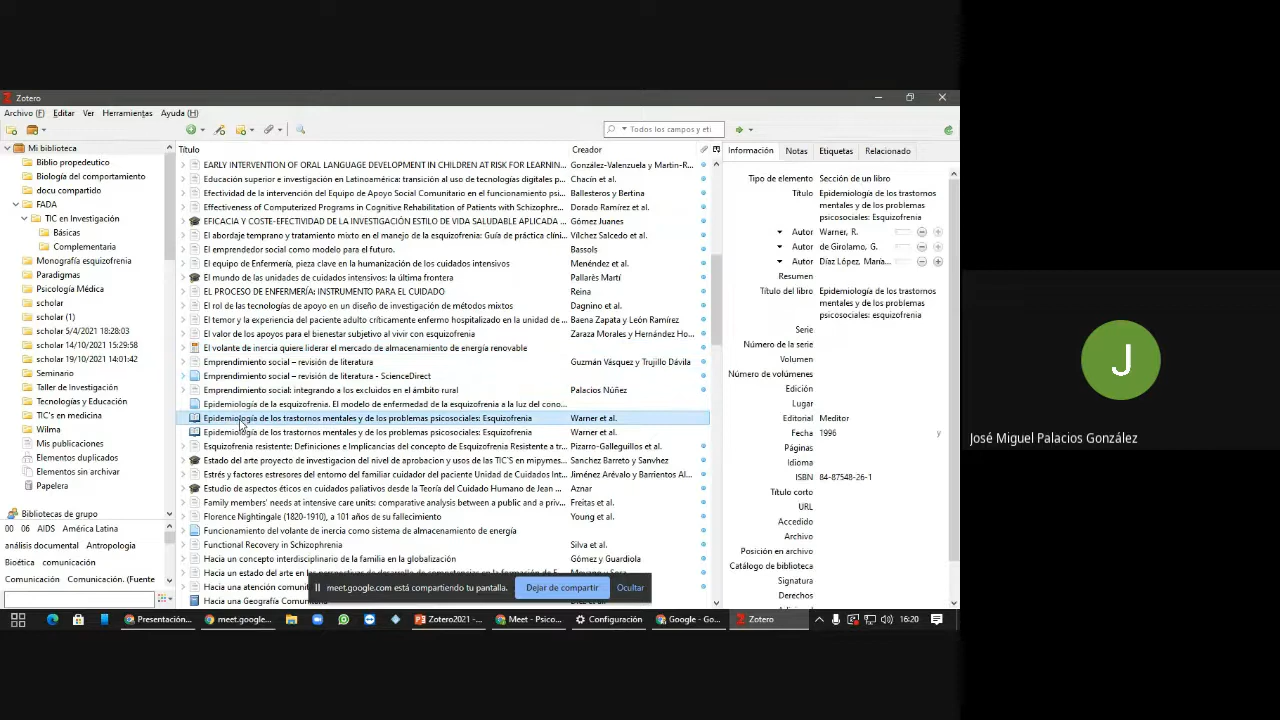 Zotero
Archivo (F) Editar Ver Herramientas Ayuda (H)
Todos los campos y eti
Mi biblioteca
Biblio propedeutico
Biología del comportamiento
docu compartido
FADA
TIC en Investigación
Básicas
Complementaria
Monografía esquizofrenia
Paradigmas
Psicología Médica
scholar
scholar (1)
scholar 5/4/2021 18:28:03
scholar 14/10/2021 15:29:58
scholar 19/10/2021 14:01:42
Seminario
Taller de Investigación
Tecnologías y Educación
TIC's en medicina
Wilma
Mis publicaciones
Elementos duplicados
Elementos sin archivar
Papelera
Bibliotecas de grupo
00 06 AIDS América Latina
análisis documental Antropologia
Bioética comunicación
Comunicación Comunicación. (Fuente
Título Creador
EARLY INTERVENTION OF ORAL LANGUAGE DEVELOPMENT IN CHILDREN AT RISK FOR LEARNIN... González-Valenzuela y Martin-R...
Educación superior e investigación en Latinoamérica: transición al uso de tecnologías digitales p... Chacín et al.
Efectividad de la intervención del Equipo de Apoyo Social Comunitario en el funcionamiento psi... Ballesteros y Bertina
Effectiveness of Computerized Programs in Cognitive Rehabilitation of Patients with Schizophre... Dorado Ramírez et al.
EFICACIA Y COSTE-EFECTIVIDAD DE LA INVESTIGACIÓN ESTILO DE VIDA SALUDABLE APLICADA ... Gómez Juanes
El abordaje temprano y tratamiento mixto en el manejo de la esquizofrenia: Guía de práctica clíni... Vílchez Salcedo et al.
El emprendedor social como modelo para el futuro. Bassols
El equipo de Enfermería, pieza clave en la humanización de los cuidados intensivos Menéndez et al.
El mundo de las unidades de cuidados intensivos: la última frontera Pallarès Martí
EL PROCESO DE ENFERMERÍA: INSTRUMENTO PARA EL CUIDADO Reina
El rol de las tecnologías de apoyo en un diseño de investigación de métodos mixtos Dagnino et al.
El temor y la experiencia del paciente adulto críticamente enfermo hospitalizado en la unidad de ... Baena Zapata y León Ramírez
El valor de los apoyos para el bienestar subjetivo al vivir con esquizofrenia Zaraza Morales y Hernández Ho...
El volante de inercia quiere liderar el mercado de almacenamiento de energía renovable
Emprendimiento social – revisión de literatura Guzmán Vásquez y Trujillo Dávila
Emprendimiento social – revisión de literatura - ScienceDirect
Emprendimiento social: integrando a los excluidos en el ámbito rural Palacios Núñez
Epidemiología de la esquizofrenia. El modelo de enfermedad de la esquizofrenia a la luz del cono...
Epidemiología de los trastornos mentales y de los problemas psicosociales: Esquizofrenia Warner et al.
Epidemiología de los trastornos mentales y de los problemas psicosociales: Esquizofrenia Warner et al.
Esquizofrenia resistente: Definiciones e Implicancias del concepto de Esquizofrenia Resistente a tr... Pizarro-Galleguillos et al.
Estado del arte proyecto de investigación del nivel de aprobación y usos de las TIC'S en mipymes... Sanchez Barreto y Sanvhez
Estrés y factores estresores del entorno del familiar cuidador del paciente Unidad de Cuidados Int... Jiménez Arévalo y Barrientos Al...
Estudio de aspectos éticos en cuidados paliativos desde la Teoría del Cuidado Humano de Jean ... Aznar
Family members' needs at intensive care units: comparative analysis between a public and a priv... Freitas et al.
Florence Nightingale (1820-1910), a 101 años de su fallecimiento Young et al.
Funcionamiento del volante de inercia como sistema de almacenamiento de energía
Functional Recovery in Schizophrenia Silva et al.
Hacia un concepto interdisciplinario de la familia en la globalización Gómez y Guardiola
Hacia un estado del arte en
Hacia una atención comuni
Hacia una Geografía Comunit
meet.google.com está compartiendo tu pantalla. Dejar de compartir Ocultar
Información Notas Etiquetas Relacionado
Tipo de elemento Sección de un libro
Título Epidemiología de los trastornos
mentales y de los problemas
psicosociales: Esquizofrenia
Autor Warner, R.
Autor de Girolamo, G.
Autor Díaz López, María...
Resumen
Título del libro Epidemiología de los trastornos
mentales y de los problemas
psicosociales: esquizofrenia
Serie
Número de la serie
Volumen
Número de volúmenes
Edición
Lugar
Editorial Meditor
Fecha 1996 y
Páginas
Idioma
ISBN 84-87548-26-1
Título corto
URL
Accedido
Archivo
Posición en archivo
Catálogo de biblioteca
Signatura
Derechos
Presentación... meet.google... Zotero2021 -... Meet - Psico... Configuración Google - Go... Zotero 16:20
J
José Miguel Palacios González